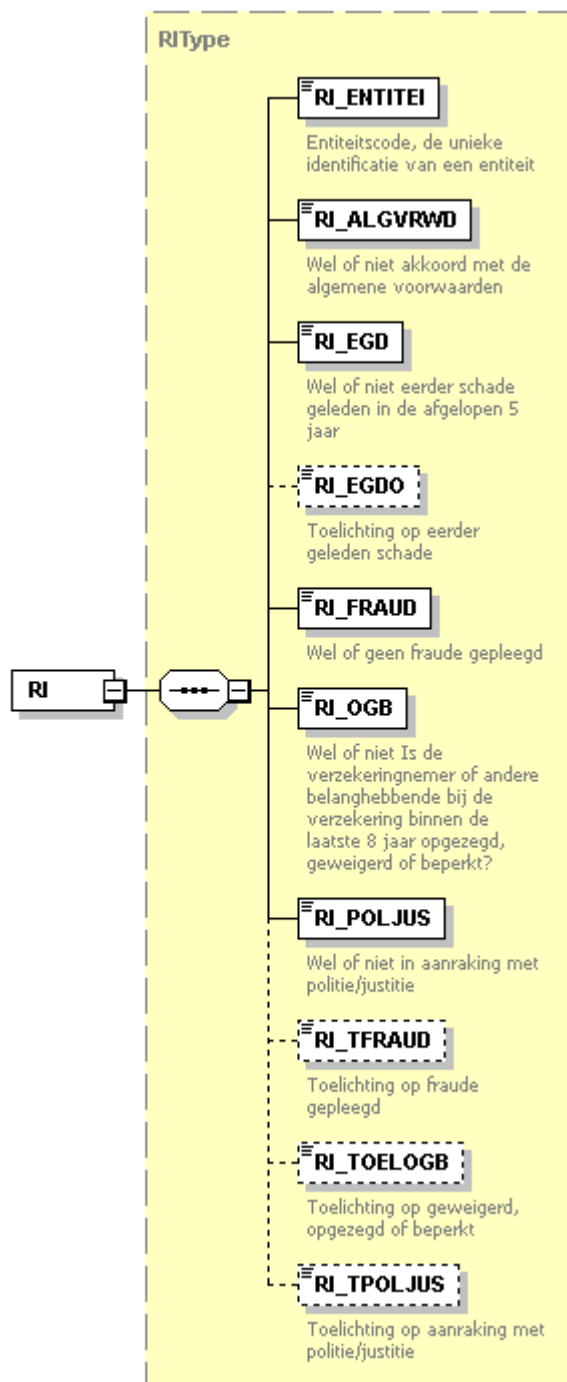 RIType
RI_ENTITEI
Entiteitscode, de unieke
identificatie van een entiteit
RI_ALGVRWD
Wel of niet akkoord met de
algemene voorwaarden
RI_EGD
Wel of niet eerder schade
geleden in de afgelopen 5
jaar
RI_EGDO
Toelichting op eerder
geleden schade
RI_FRAUD
Wel of geen fraude gepleegd
RI
RI_OGB
Wel of niet Is de
verzekeringnemer of andere
belanghebbende bij de
verzekering binnen de
laatste 8 jaar opgezegd,
geweigerd of beperkt?
RI_POLJUS
Wel of niet in aanraking met
politie/justitie
RI_TFRAUD
Toelichting op fraude
gepleegd
RI_TOELOGB
Toelichting op geweigerd,
opgezegd of beperkt
RI_TPOLJUS
Toelichting op aanraking met
politie/justitie